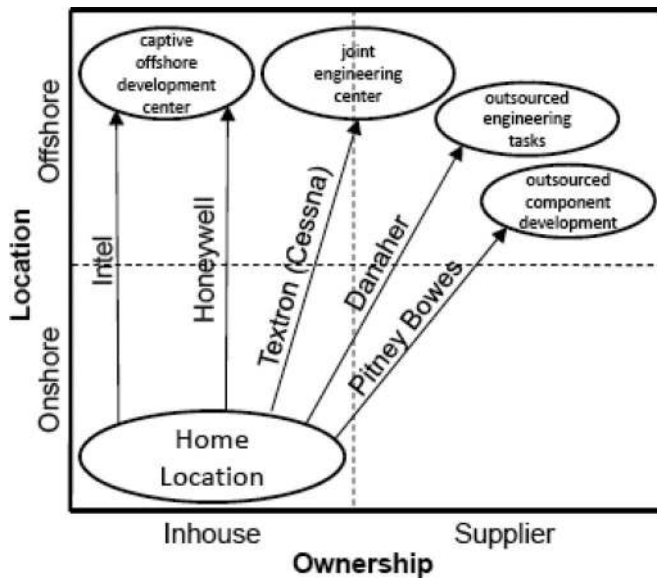 captive
offshore
development
center
joint
engineering
center
outsourced
engineering
tasks
outsourced
component
development
Offshore
Location
Onshore
Intel
Honeywell
Textron (Cessna)
Danaher
Pitney Bowes
Home
Location
Inhouse
Supplier
Ownership